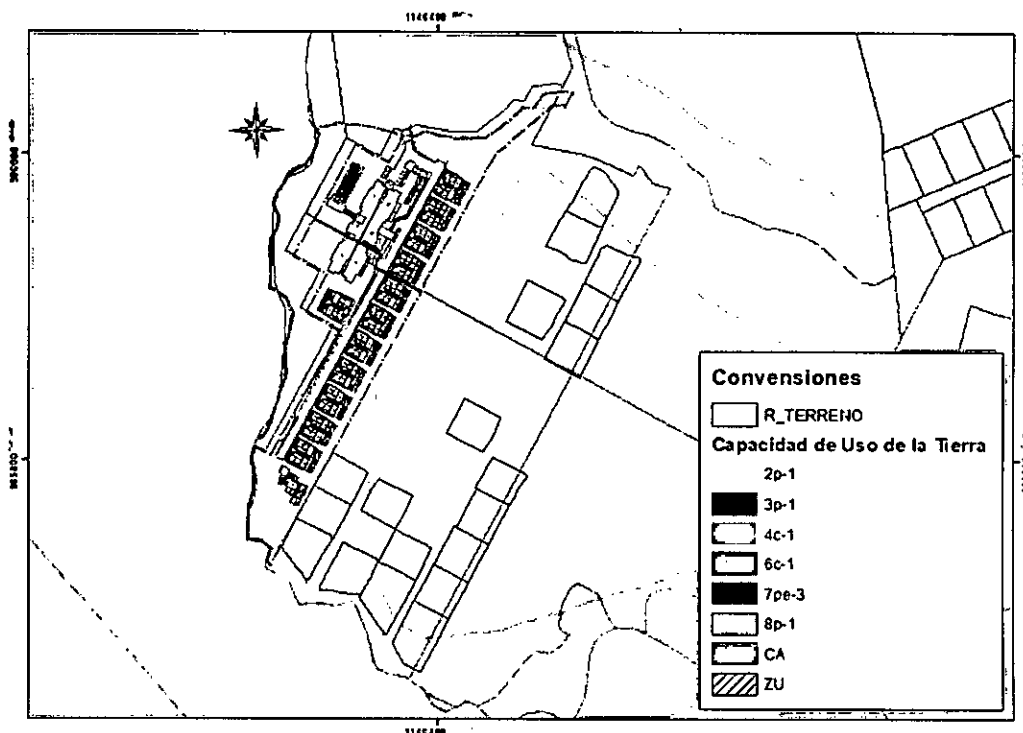 Convensiones
R_TERRENO
Capacidad de Uso de la Tierra
2p-1
3p-1
4c-1
6c-1
7pe-3
8p-1
CA
ZU